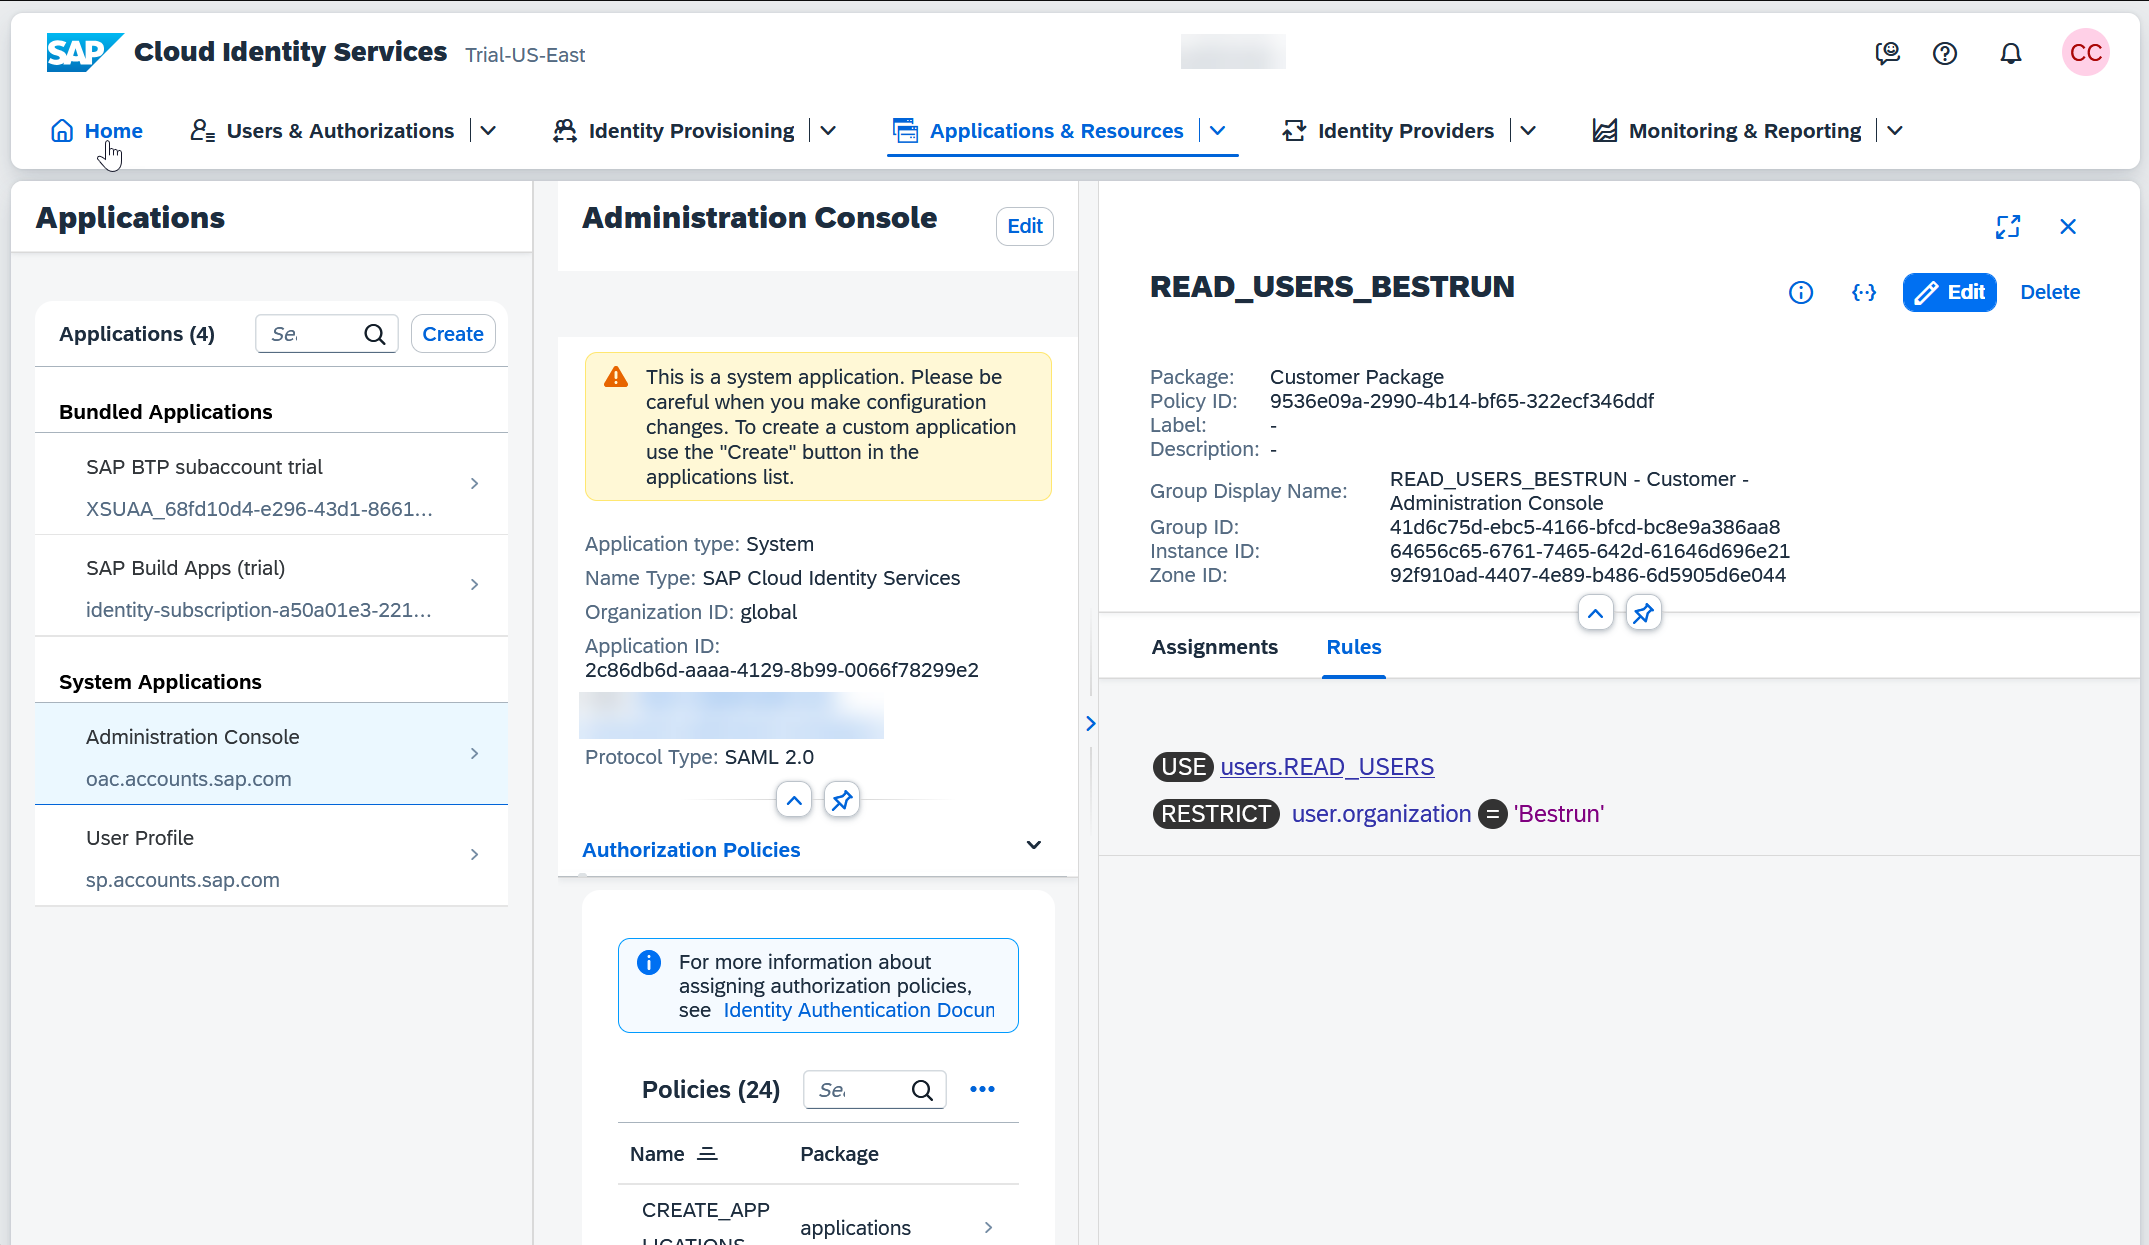 SAP Cloud Identity Services Trial-US-East
CC
Home
Users & Authorizations
Identity Provisioning
Applications & Resources
Identity Providers
Monitoring & Reporting
Applications
Applications (4)
Create
Bundled Applications
SAP BTP subaccount trial
XSUAA_68fd10d4-e296-43d1-8661...
SAP Build Apps (trial)
identity-subscription-a50a01e3-221...
System Applications
Administration Console
oac.accounts.sap.com
User Profile
sp.accounts.sap.com
Administration Console
Edit
This is a system application. Please be
careful when you make configuration
changes. To create a custom application
use the "Create" button in the
applications list.
Application type: System
Name Type: SAP Cloud Identity Services
Organization ID: global
Application ID:
2c86db6d-aaaa-4129-8b99-0066f78299e2
Protocol Type: SAML 2.0
Authorization Policies
For more information about
assigning authorization policies,
see Identity Authentication Docun
Policies (24)
Name
Package
CREATE_APP
LICATIONS
applications
READ_USERS_BESTRUN
Edit
Delete
Package: Customer Package
Policy ID: 9536e09a-2990-4b14-bf65-322ecf346ddf
Label: -
Description: -
Group Display Name: READ_USERS_BESTRUN - Customer -
Administration Console
Group ID: 41d6c75d-ebc5-4166-bfcd-bc8e9a386aa8
Instance ID: 64656c65-6761-7465-642d-61646d696e21
Zone ID: 92f910ad-4407-4e89-b486-6d5905d6e044
Assignments
Rules
USE users.READ_USERS
RESTRICT user.organization = 'Bestrun'